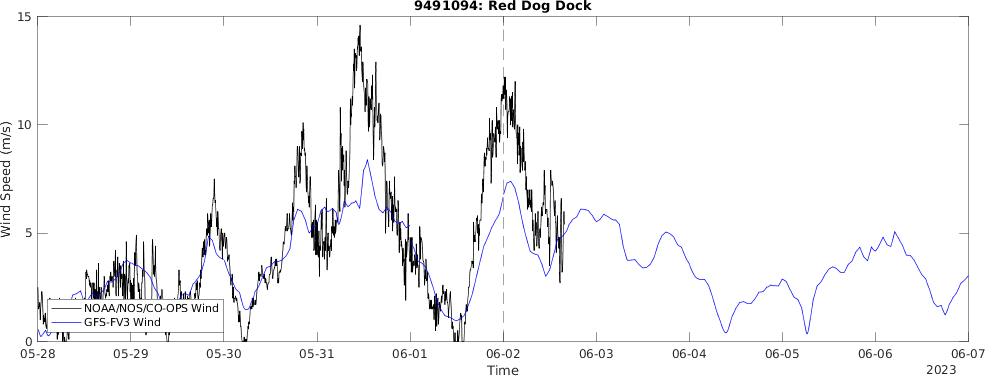 9491094: Red Dog Dock
15
10
5
0
Wind Speed (m/s)
NOAA/NOS/CO-OPS Wind
GFS-FV3 Wind
05-28 05-29 05-30 05-31 06-01 06-02 06-03 06-04 06-05 06-06 06-07
Time
2023